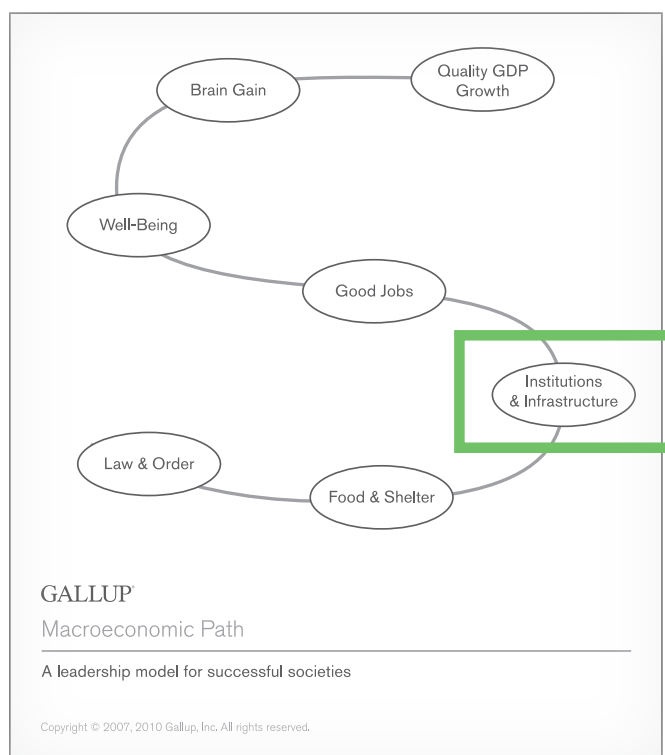 Quality GDP
Growth
Brain Gain
Well-Being
Good Jobs
Institutions
& Infrastructure
Law & Order
Food & Shelter
GALLUP®
Macroeconomic Path
A leadership model for successful societies
Copyright © 2007, 2010 Gallup, Inc. All rights reserved.